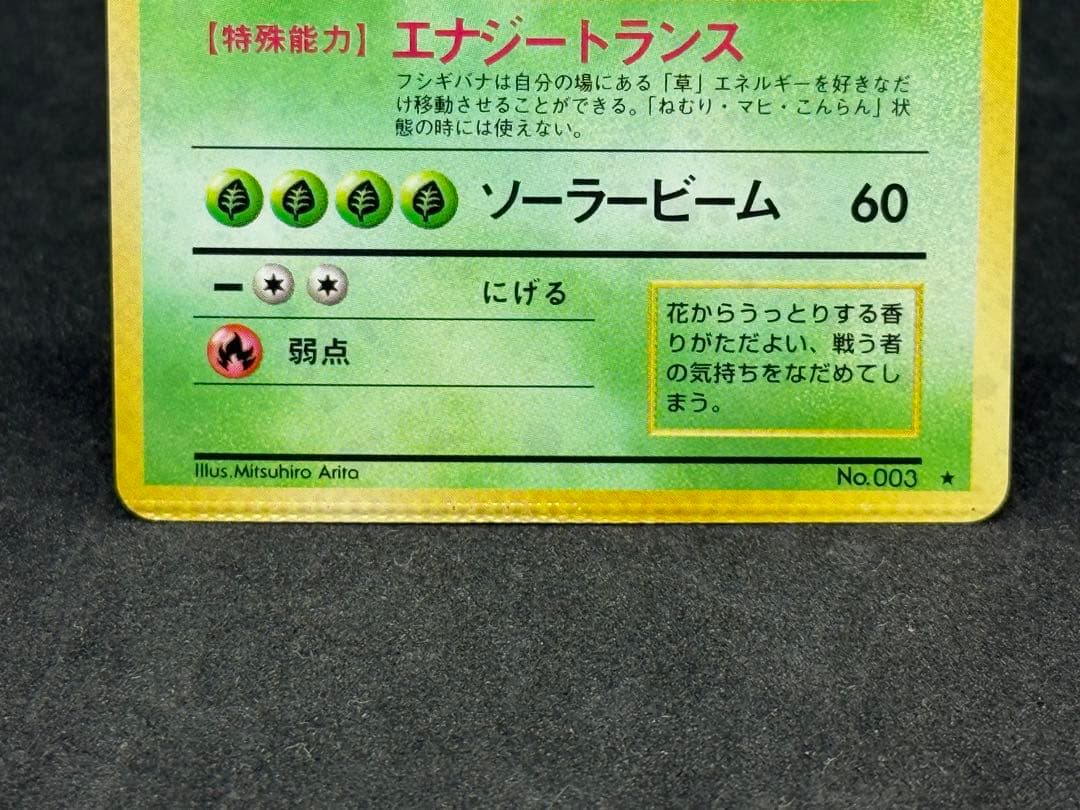 【特殊能力】 エナジートランス
フシギバナは自分の場にある「草」エネルギーを好きなだ
け移動させることができる。「ねむり・マヒ・こんらん」状
態の時には使えない。
ソーラービーム 60
ー にげる
弱点
花からうっとりする香
りがただよい、戦う者
の気持ちをなだめてし
まう。
Illus.Mitsuhiro Arita
No.003 ★